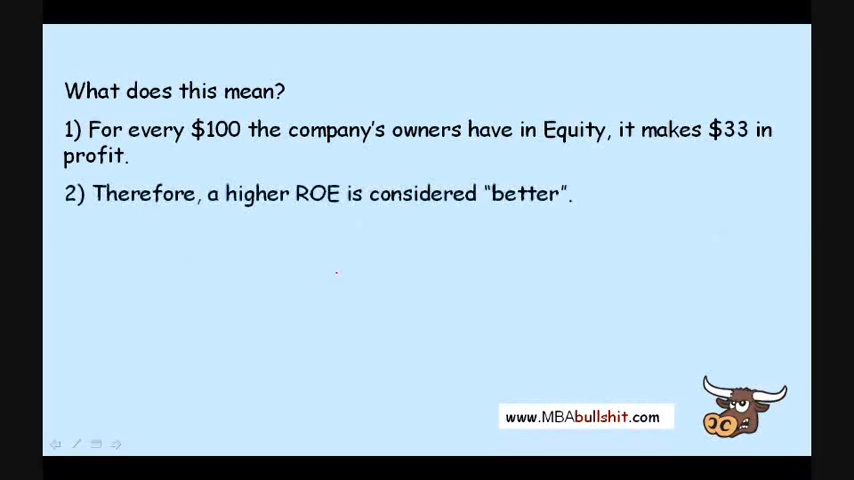 What does this mean?
1) For every $100 the company's owners have in Equity, it makes $33 in
profit.
2) Therefore, a higher ROE is considered “better”.
www.MBAbullshit.com